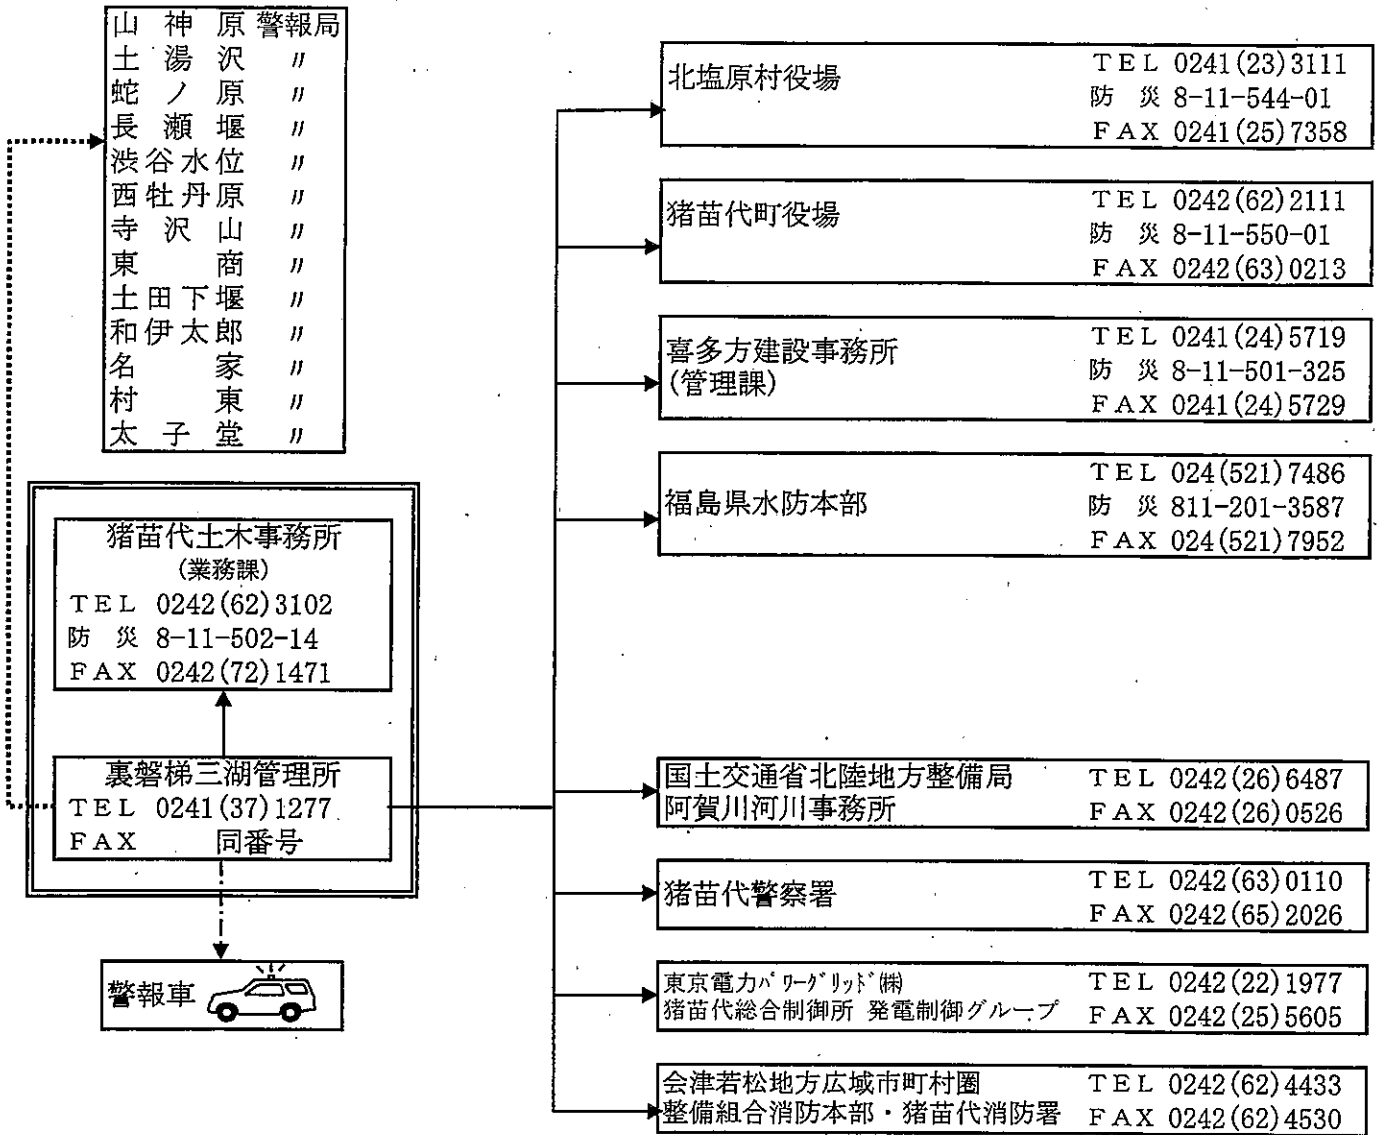 山神原警報局
土湯沢 〃
蛇ノ原 〃
長瀬堰 〃
渋谷水位 〃
西牡丹原 〃
寺沢山 〃
東商 〃
土田下堰 〃
和伊太郎 〃
名家 〃
村東 〃
太子堂 〃
猪苗代土木事務所
(業務課)
TEL 0242(62)3102
防災 8-11-502-14
FAX 0242(72)1471
裏磐梯三湖管理所
TEL 0241(37)1277
FAX 同番号
警報車
北塩原村役場
TEL 0241(23)3111
防災 8-11-544-01
FAX 0241(25)7358
猪苗代町役場
TEL 0242(62)2111
防災 8-11-550-01
FAX 0242(63)0213
喜多方建設事務所
(管理課)
TEL 0241(24)5719
防災 8-11-501-325
FAX 0241(24)5729
福島県水防本部
TEL 024(521)7486
防災 811-201-3587
FAX 024(521)7952
国土交通省北陸地方整備局
阿賀川河川事務所
TEL 0242(26)6487
FAX 0242(26)0526
猪苗代警察署
TEL 0242(63)0110
FAX 0242(65)2026
東京電力パワーグリッド㈱
猪苗代総合制御所 発電制御グループ
TEL 0242(22)1977
FAX 0242(25)5605
会津若松地方広域市町村圏
整備組合消防本部・猪苗代消防署
TEL 0242(62)4433
FAX 0242(62)4530